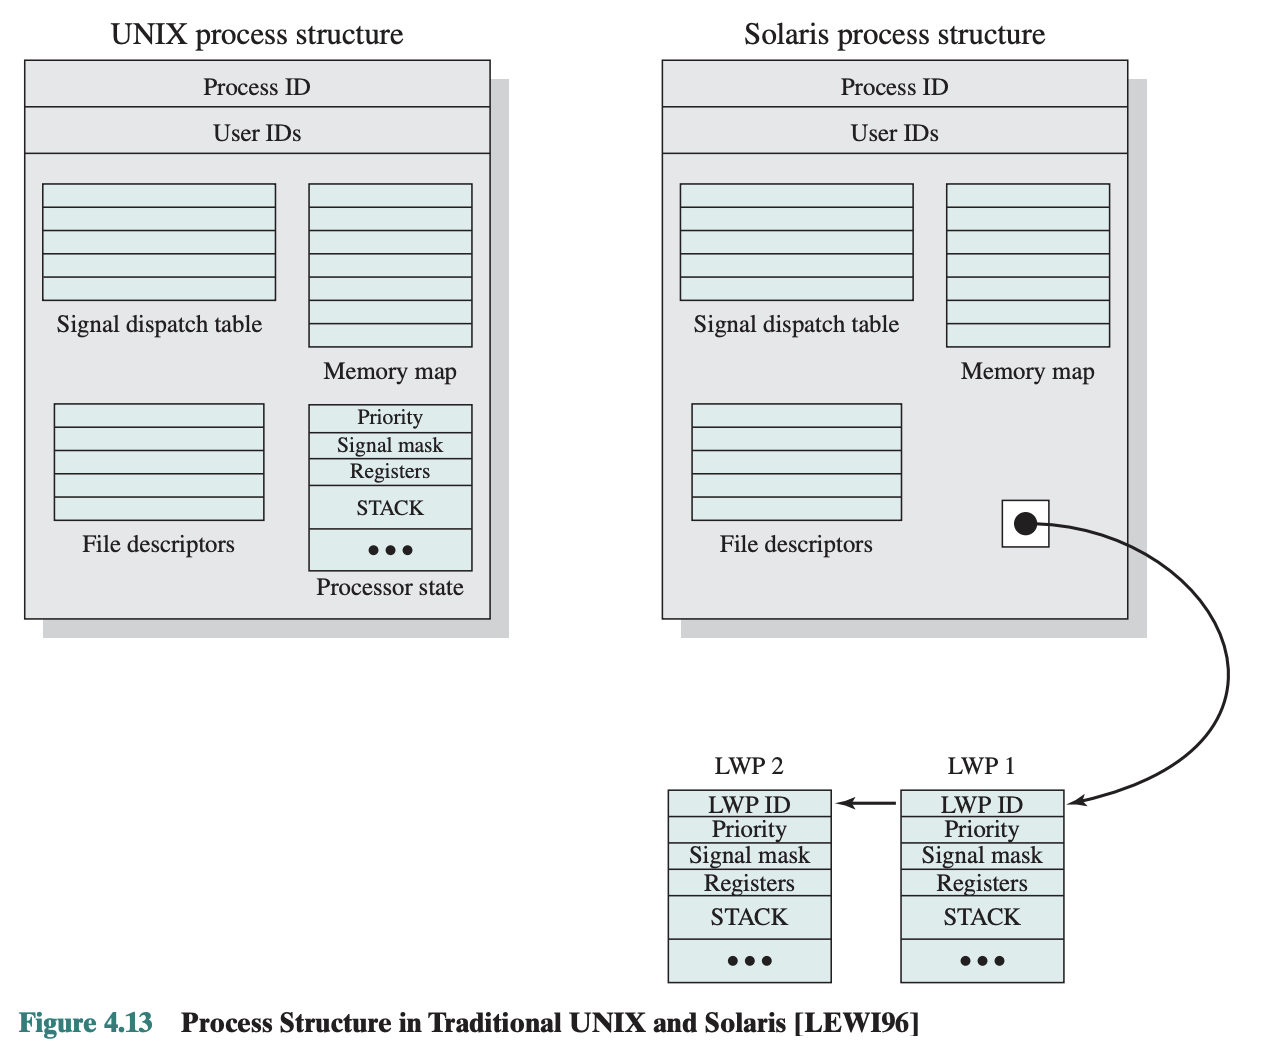 UNIX process structure
Process ID
User IDs
Signal dispatch table
Memory map
File descriptors
Priority
Signal mask
Registers
STACK
•••
Processor state
Solaris process structure
Process ID
User IDs
Signal dispatch table
Memory map
File descriptors
LWP 2
LWP ID
Priority
Signal mask
Registers
STACK
•••
LWP 1
LWP ID
Priority
Signal mask
Registers
STACK
•••
Figure 4.13 Process Structure in Traditional UNIX and Solaris [LEWI96]